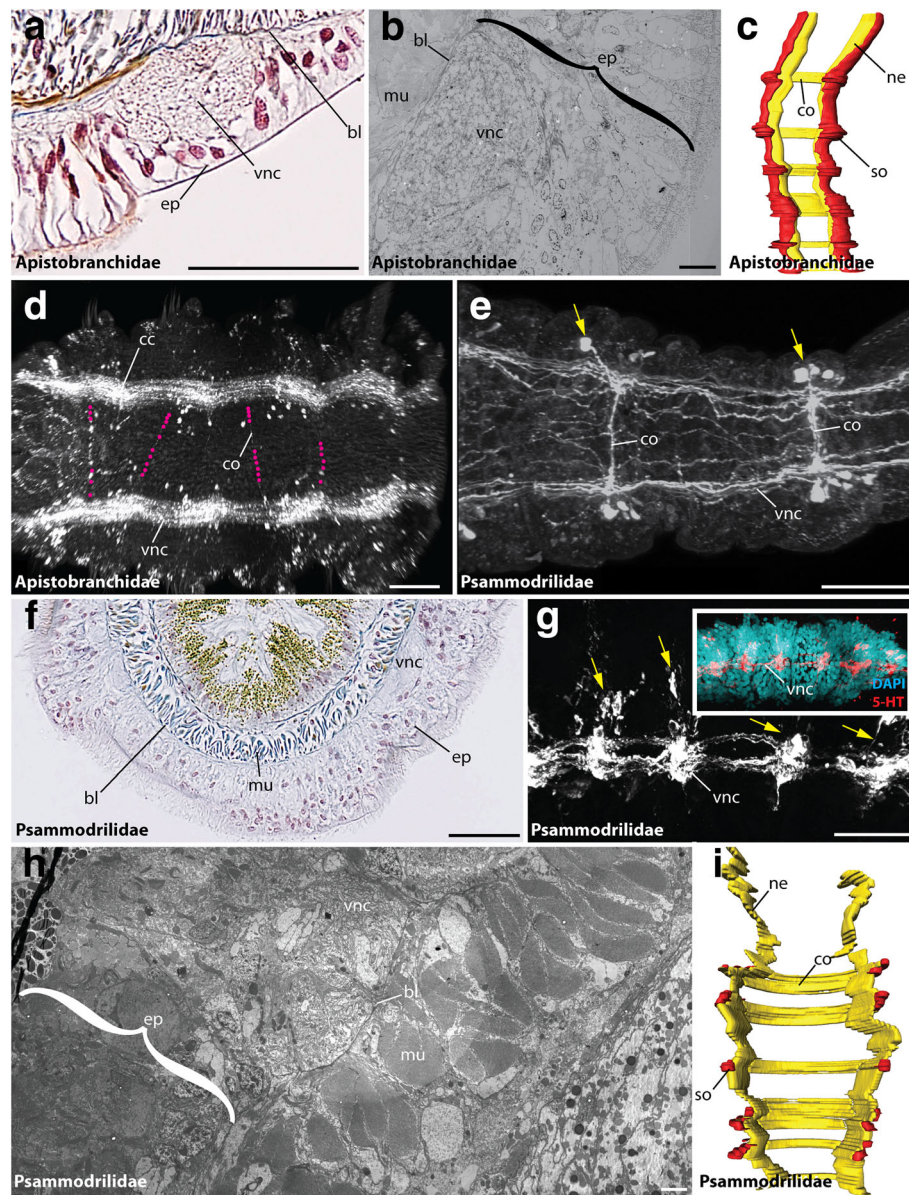 a
bl
vnc
ep
Apistobranchidae
b
bl
ep
mu
vnc
Apistobranchidae
c
ne
co
so
Apistobranchidae
d
cc
co
vnc
Apistobranchidae
e
co
co
vnc
Psammodrilidae
f
vnc
bl
mu
ep
Psammodrilidae
g
vnc
DAPI
5-HT
vnc
Psammodrilidae
h
vnc
bl
ep
mu
Psammodrilidae
i
ne
co
so
Psammodrilidae